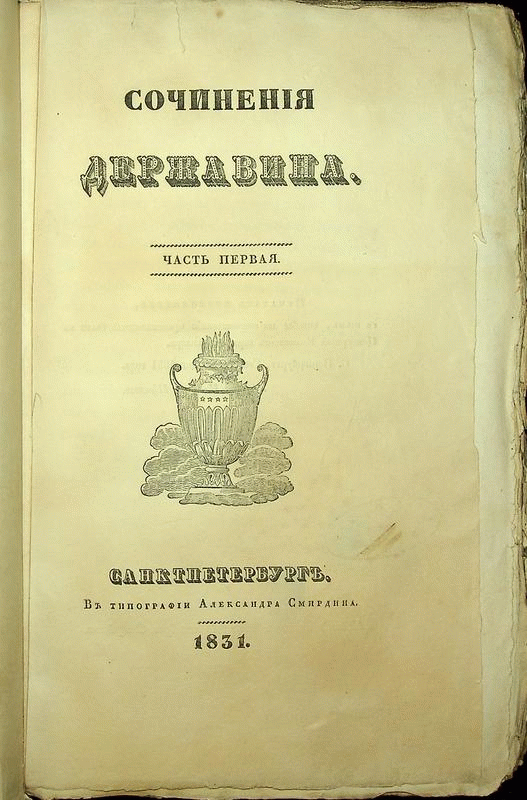 СОЧИНЕНІЯ
ДЕРЖАВИНА.
ЧАСТЬ ПЕРВАЯ.
САНКТПЕТЕРБУРГЪ.
Въ типографіи Александра Смирдина.
1831.